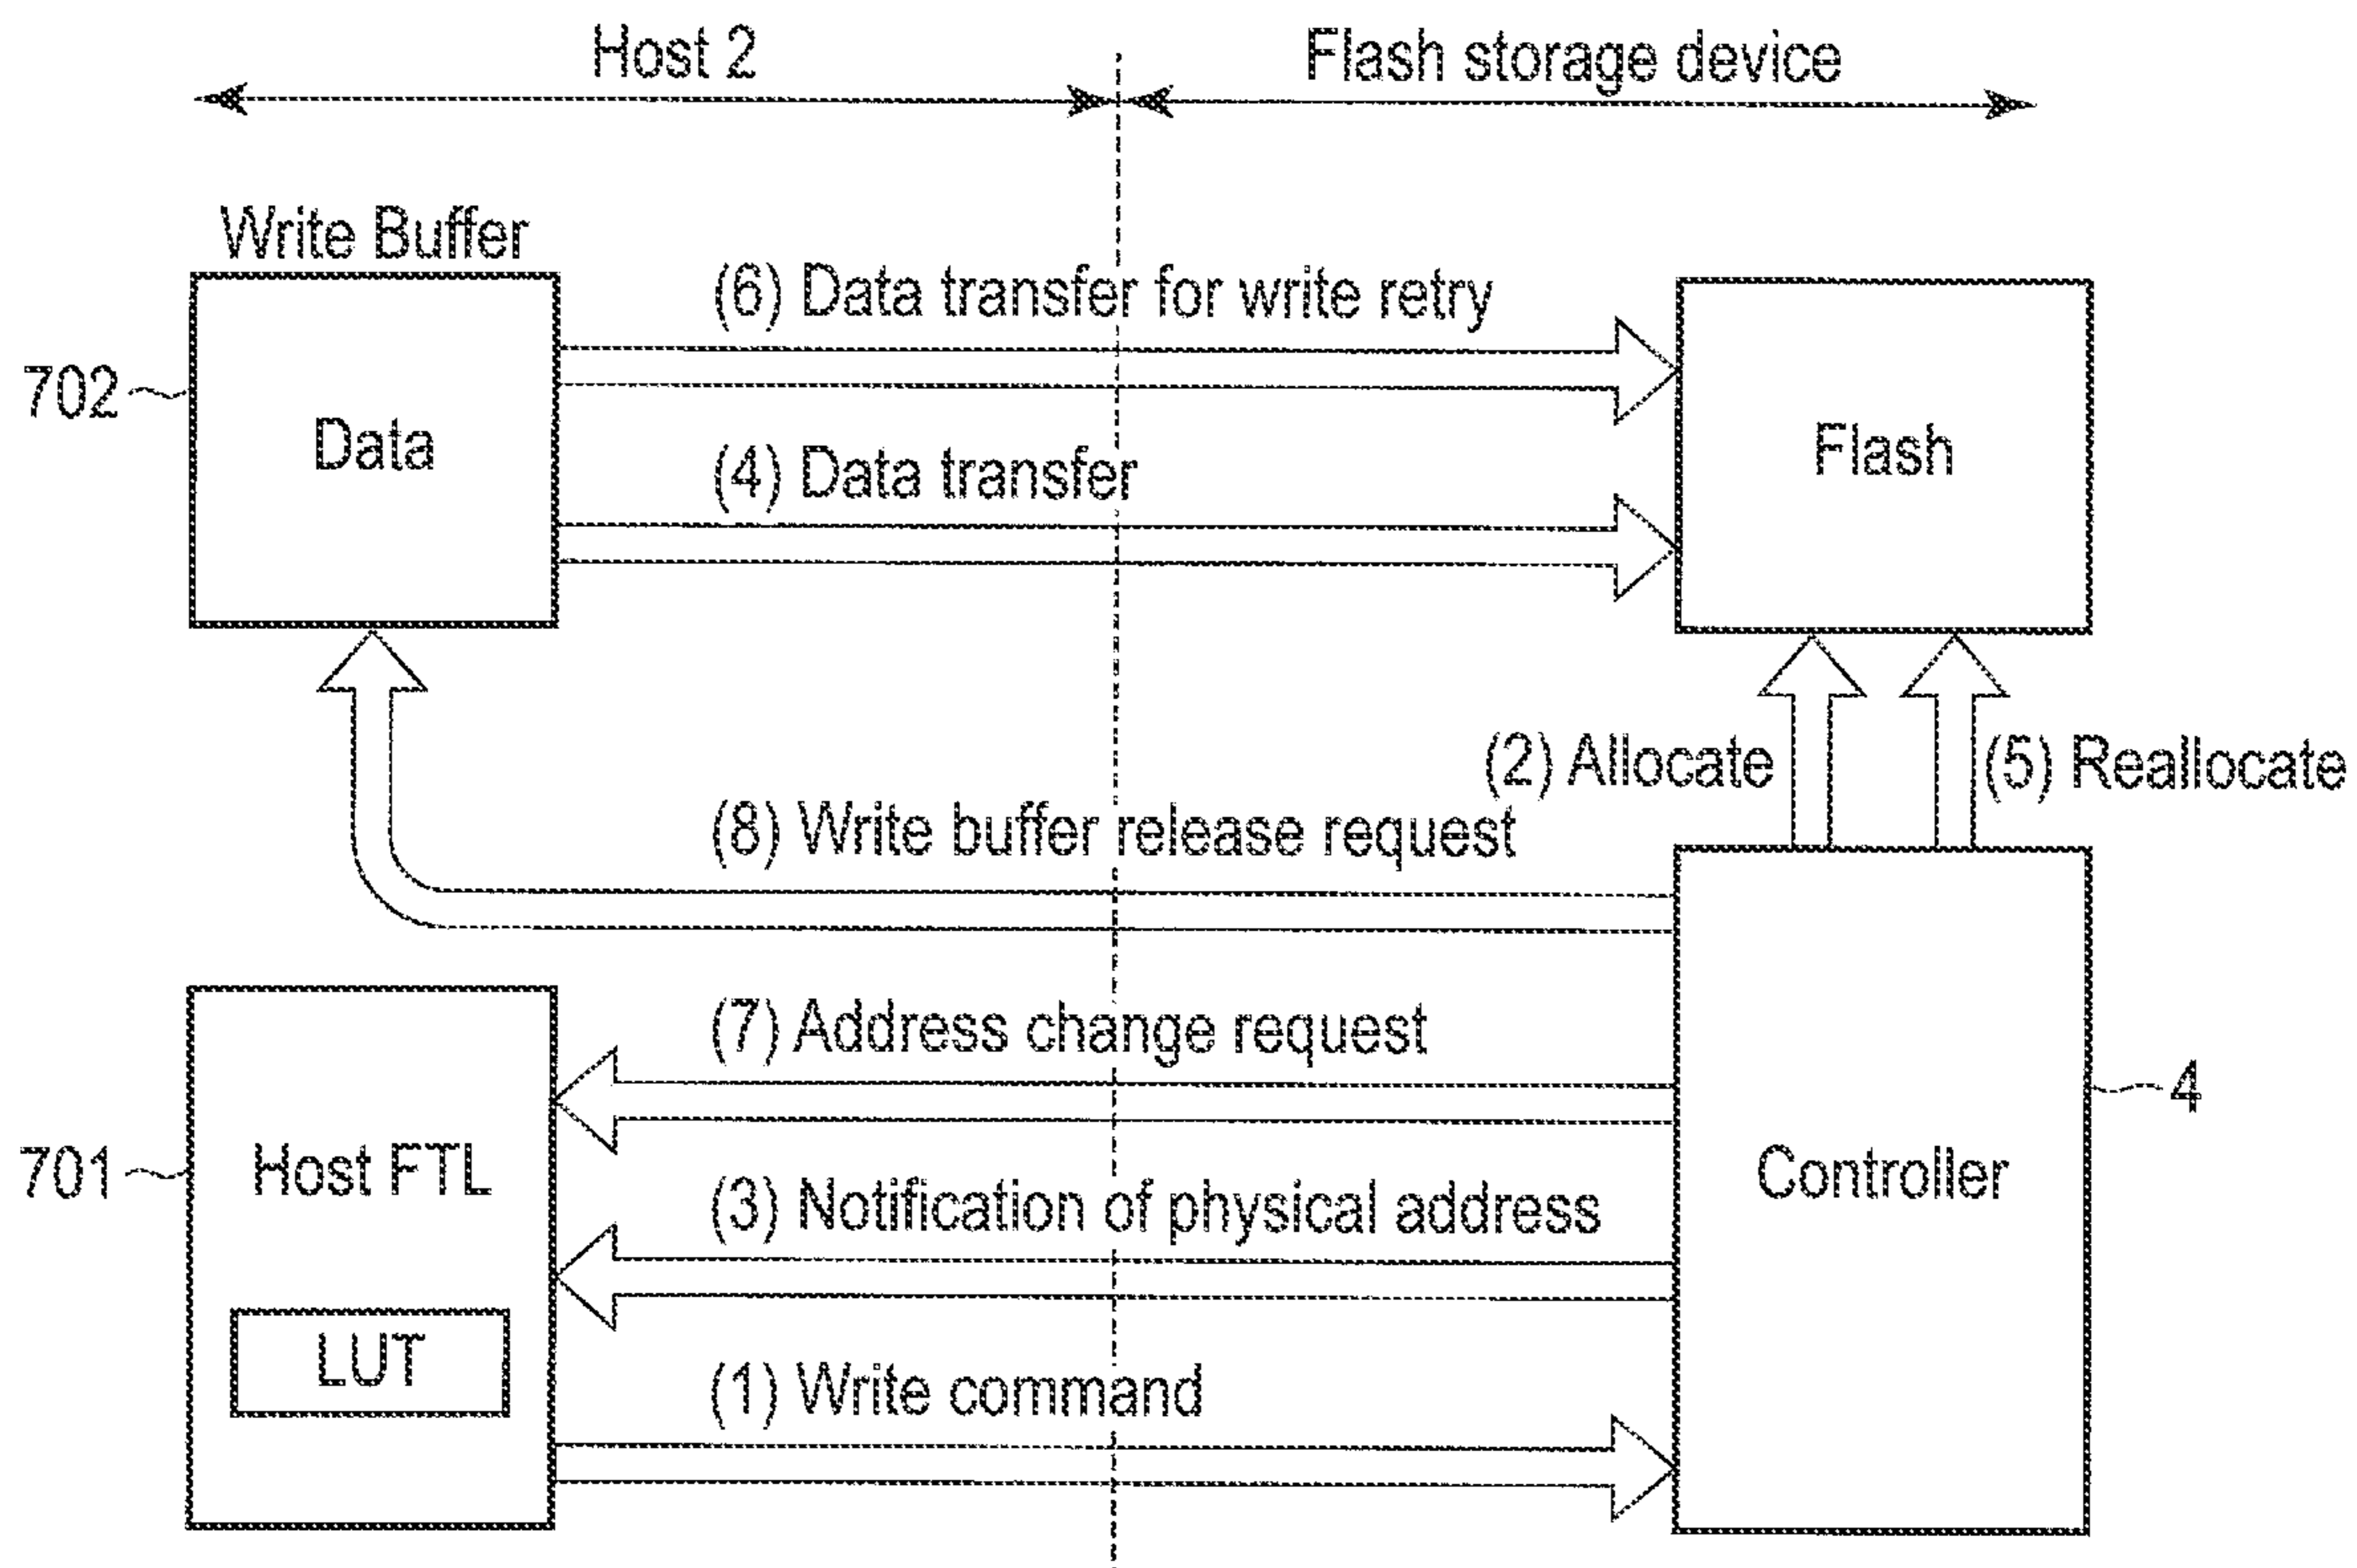 Host 2
Flash storage device
Write Buffer
(6) Data transfer for write retry
702
Data
Flash
(4) Data transfer
(2) Allocate
(5) Reallocate
(8) Write buffer release request
(7) Address change request
4
701
Host FTL
Controller
(3) Notification of physical address
LUT
(1) Write command